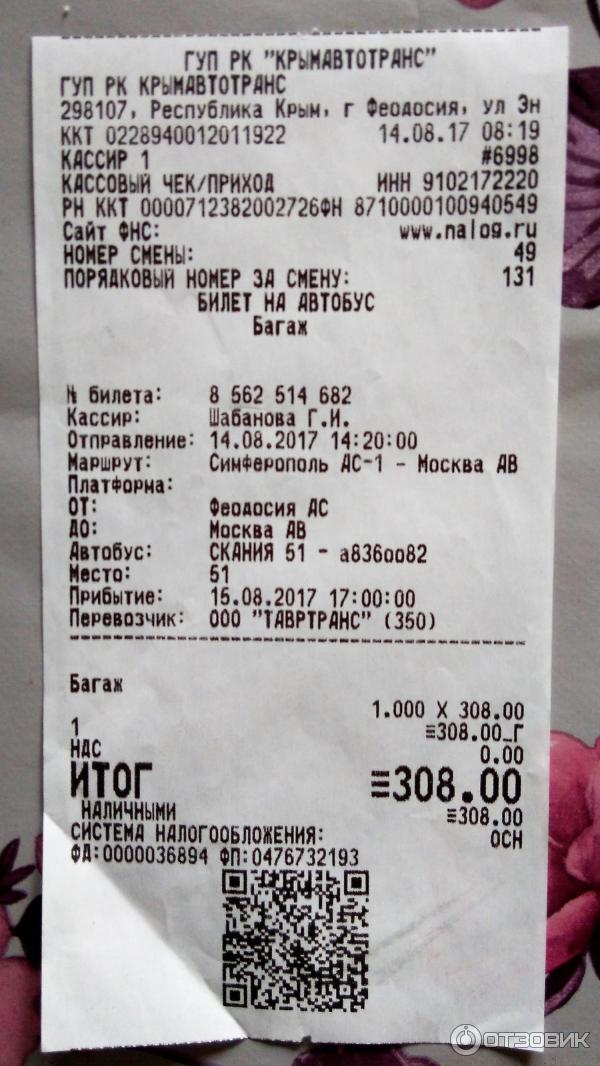 ГУП РК "КРЫМАВТОТРАНС"
ГУП РК КРЫМАВТОТРАНС
298107, Республика Крым, г Феодосия, ул Эн
ККТ 0228940012011922 14.08.17 08:19
КАССИР 1 #6998
КАССОВЫЙ ЧЕК/ПРИХОД ИНН 9102172220
РН ККТ 0000712382002726ФН 8710000100940549
Сайт ФНС: www.nalog.ru
НОМЕР СМЕНЫ: 49
ПОРЯДКОВЫЙ НОМЕР ЗА СМЕНУ: 131
БИЛЕТ НА АВТОБУС
Багаж
№ билета: 8 562 514 682
Кассир: Шабанова Г.И.
Отправление: 14.08.2017 14:20:00
Маршрут: Симферополь АС-1 - Москва АВ
Платформа:
ОТ: Феодосия АС
ДО: Москва АВ
Автобус: СКАНИЯ 51 - а836оо82
Место: 51
Прибытие: 15.08.2017 17:00:00
Перевозчик: ООО "ТАВРТРАНС" (350)
Багаж
1.000 X 308.00
1 ≡308.00_Г
НДС 0.00
ИТОГ ≡308.00
НАЛИЧНЫМИ ≡308.00
СИСТЕМА НАЛОГООБЛОЖЕНИЯ: ОСН
ФД:0000036894 ФП:0476732193
ОТЗОВИК